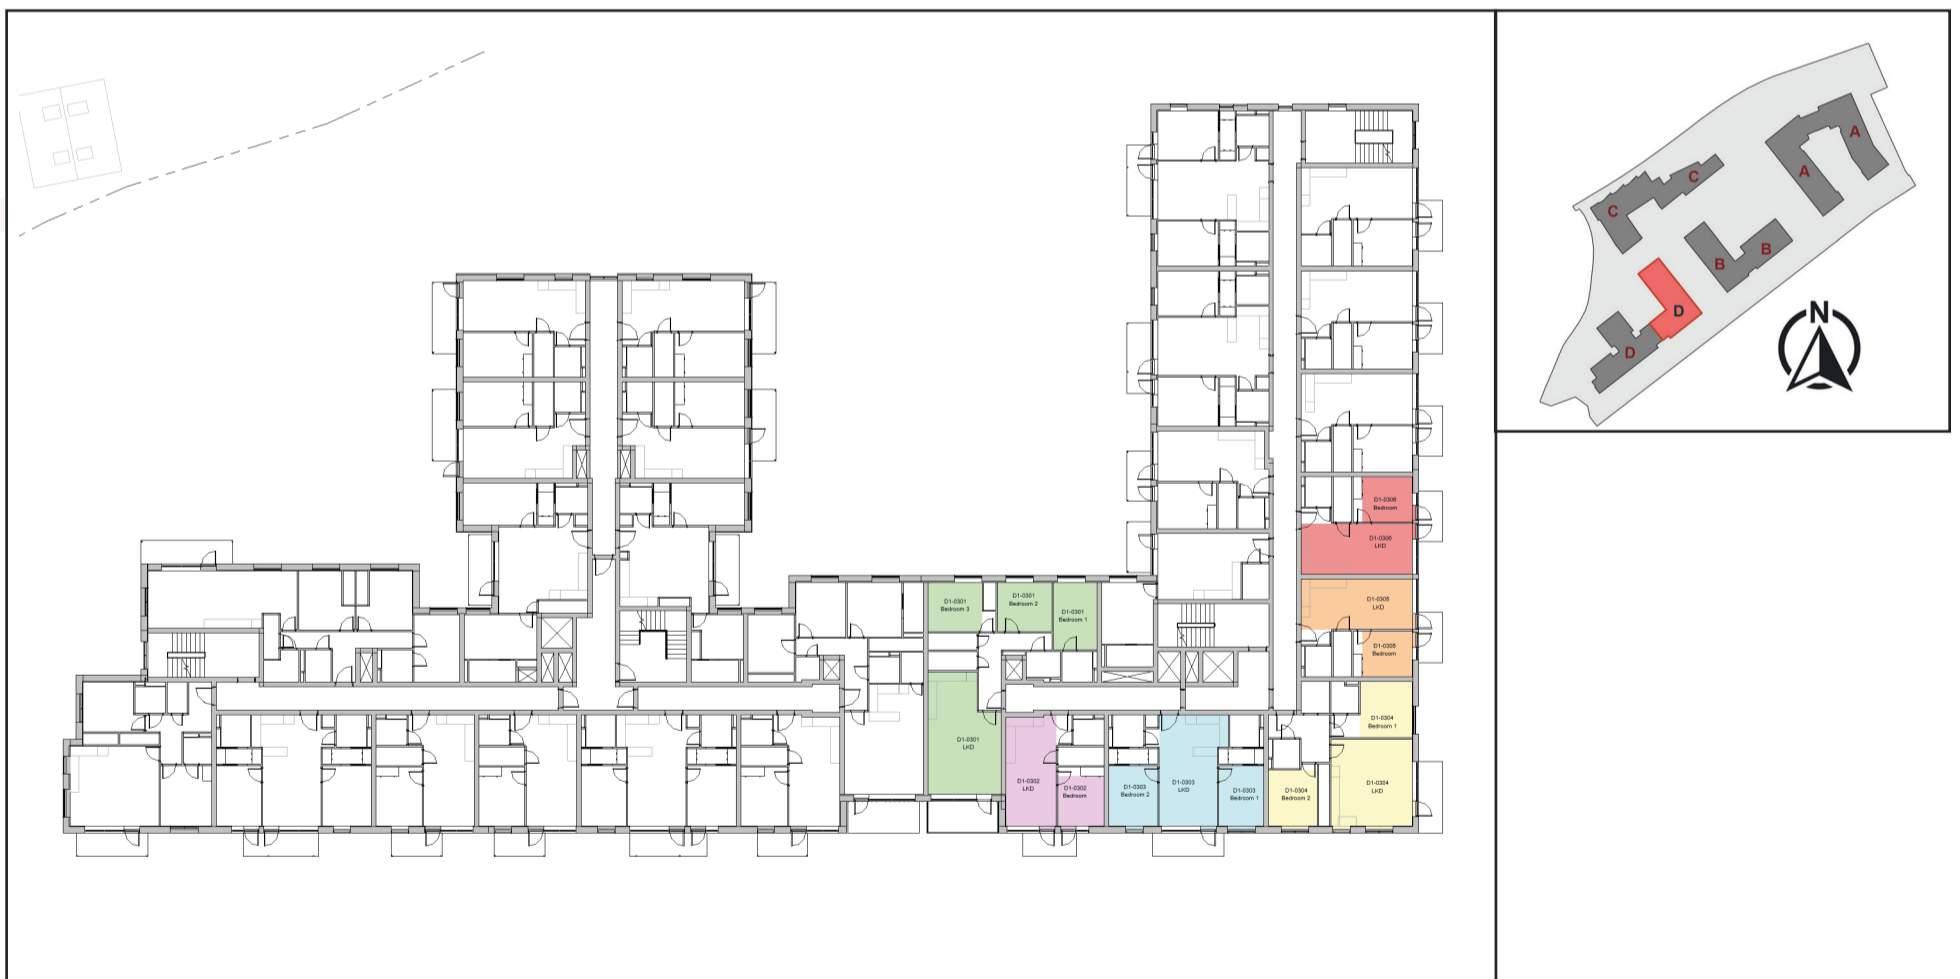 A
A
C
C
B
B
D
D
N
D1-0306
Bedroom
D1-0306
LKD
D1-0305
LKD
D1-0305
Bedroom
D1-0301
Bedroom 3
D1-0301
Bedroom 2
D1-0301
Bedroom 1
D1-0301
LKD
D1-0302
LKD
D1-0302
Bedroom
D1-0303
Bedroom 2
D1-0303
LKD
D1-0303
Bedroom 1
D1-0304
Bedroom 1
D1-0304
Bedroom 2
D1-0304
LKD